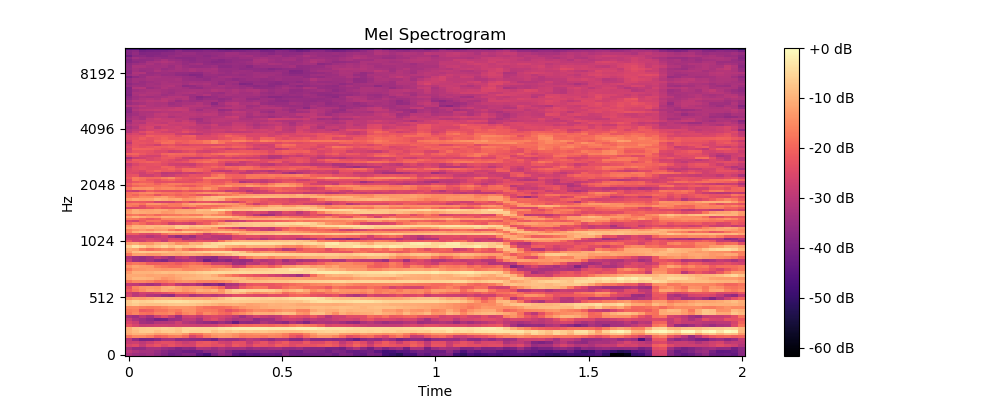 Mel Spectrogram
+0 dB
8192
-10 dB
4096
-20 dB
2048
-30 dB
Hz
1024
-40 dB
512
-50 dB
0
-60 dB
0 0.5 1 1.5 2
Time